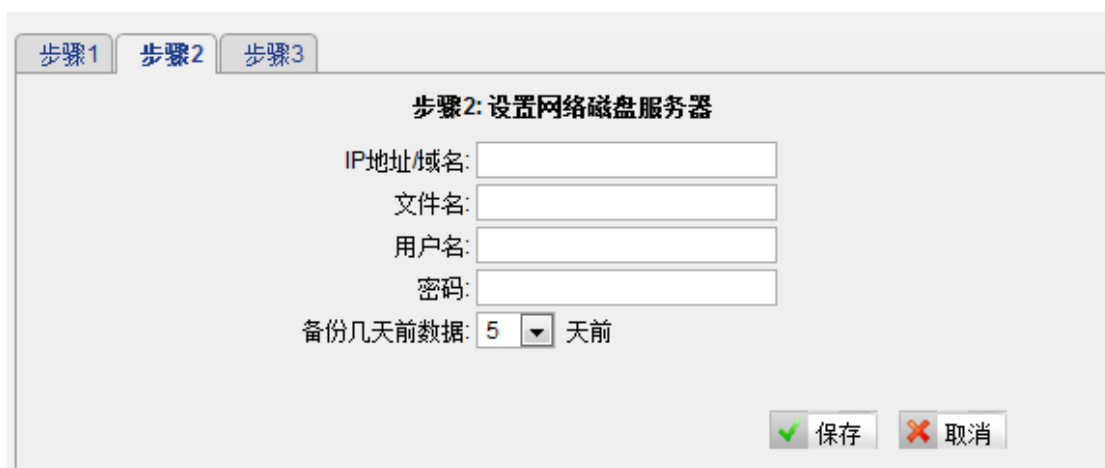 步骤1 步骤2 步骤3
步骤2: 设置网络磁盘服务器
IP地址/域名:
文件名:
用户名:
密码:
备份几天前数据: 5 天前
保存 取消